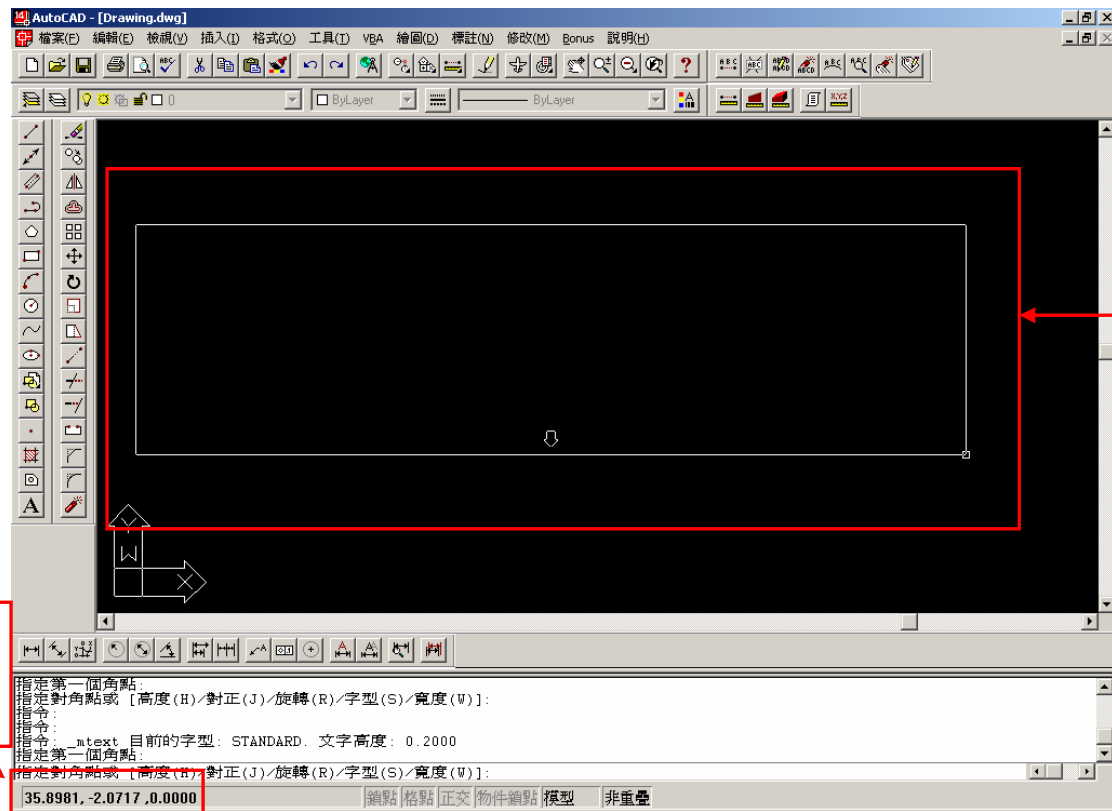 AutoCAD - [Drawing.dwg]
檔案(F) 編輯(E) 檢視(V) 插入(I) 格式(O) 工具(T) VBA 繪圖(D) 標註(N) 修改(M) Bonus 說明(H)
0 ByLayer ByLayer
Y
W
X
指定第一個角點:
指定對角點或 [高度(H)/對正(J)/旋轉(R)/字型(S)/寬度(W)]:
指令:
指令:
指令: _mtext 目前的字型: STANDARD. 文字高度: 0.2000
指定第一個角點:
指定對角點或 [高度(H)/對正(J)/旋轉(R)/字型(S)/寬度(W)]:
35.8981, -2.0717 ,0.0000 鎖點 格點 正交 物件鎖點 模型 非重疊